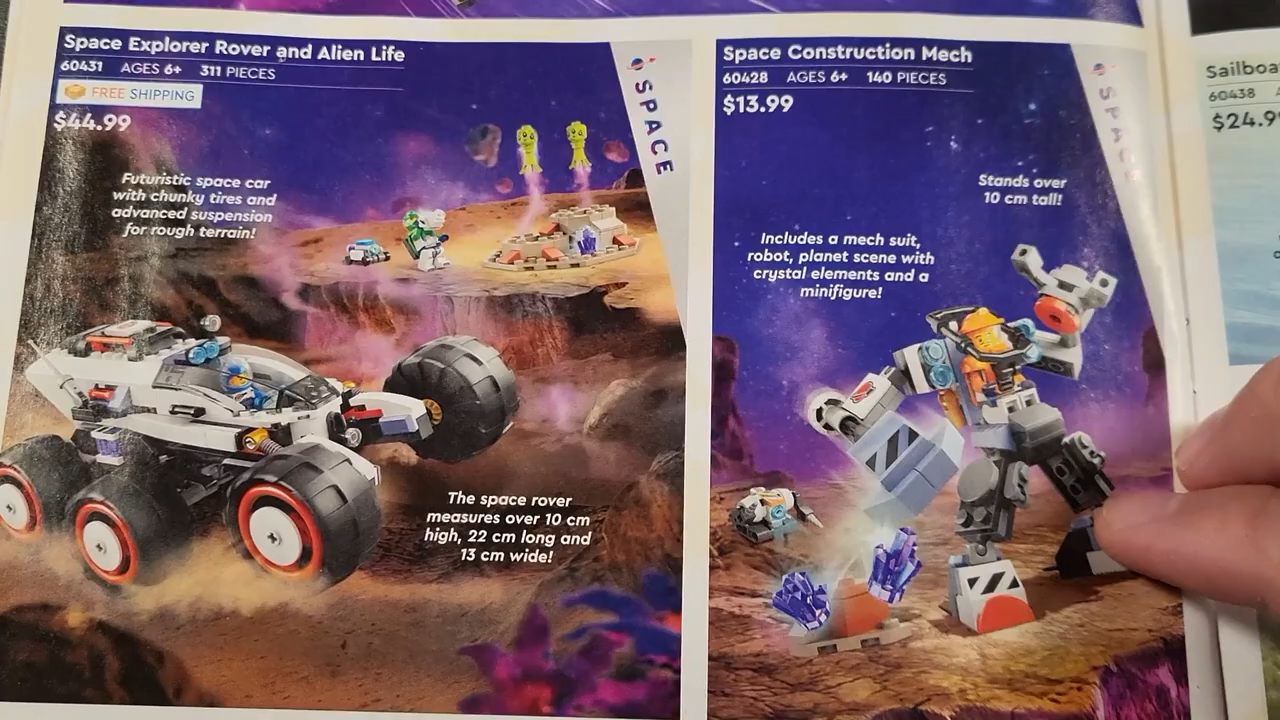 Space Explorer Rover and Alien Life
60431 AGES 6+ 311 PIECES
FREE SHIPPING
$44.99
Futuristic space car
with chunky tires and
advanced suspension
for rough terrain!
SPACE
The space rover
measures over 10 cm
high, 22 cm long and
13 cm wide!
Space Construction Mech
60428 AGES 6+ 140 PIECES
$13.99
SPACE
Stands over
10 cm tall!
Includes a mech suit,
robot, planet scene with
crystal elements and a
minifigure!
60438